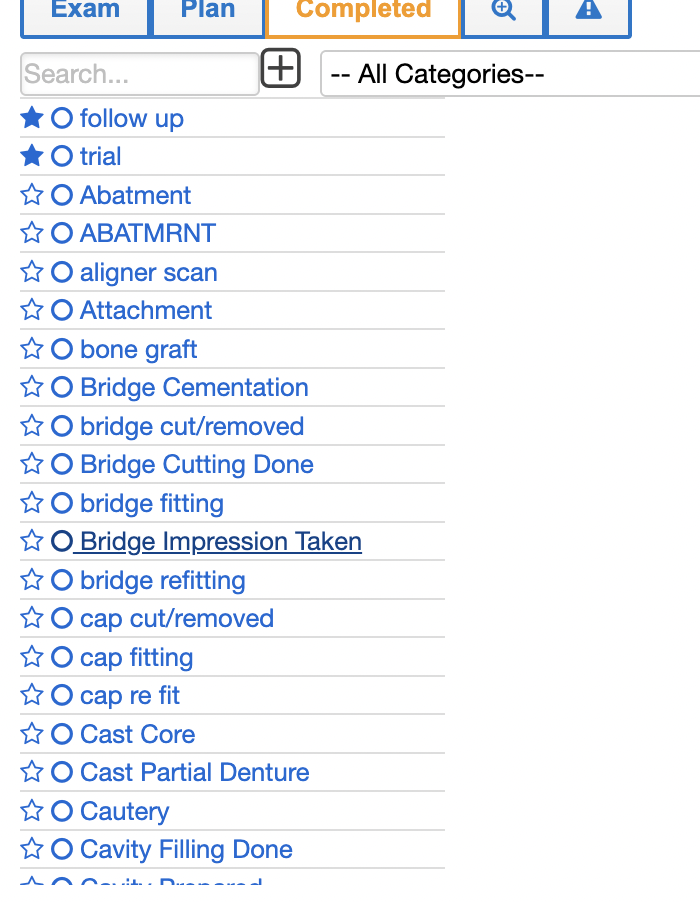 Exam Plan Completed
Search... -- All Categories--
follow up
trial
Abatment
ABATMRNT
aligner scan
Attachment
bone graft
Bridge Cementation
bridge cut/removed
Bridge Cutting Done
bridge fitting
Bridge Impression Taken
bridge refitting
cap cut/removed
cap fitting
cap re fit
Cast Core
Cast Partial Denture
Cautery
Cavity Filling Done
Cavity Prepared